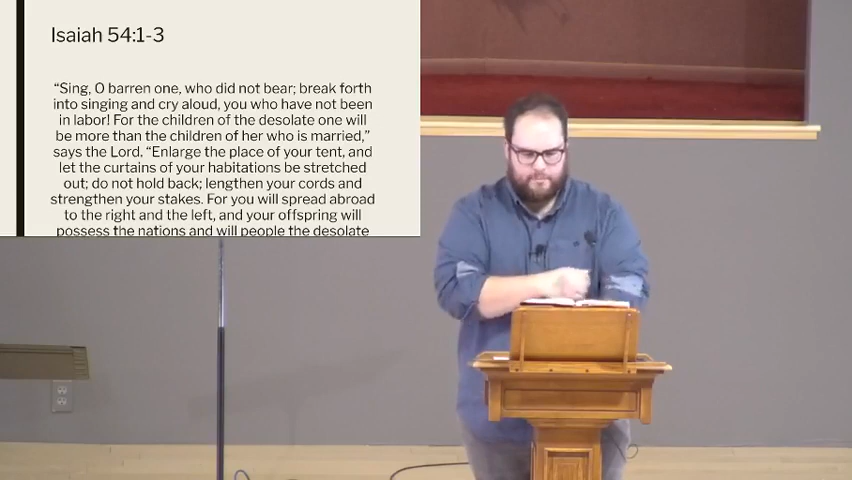 Isaiah 54:1-3
“Sing, O barren one, who did not bear; break forth
into singing and cry aloud, you who have not been
in labor! For the children of the desolate one will
be more than the children of her who is married,”
says the Lord. “Enlarge the place of your tent, and
let the curtains of your habitations be stretched
out; do not hold back; lengthen your cords and
strengthen your stakes. For you will spread abroad
to the right and the left, and your offspring will
possess the nations and will people the desolate